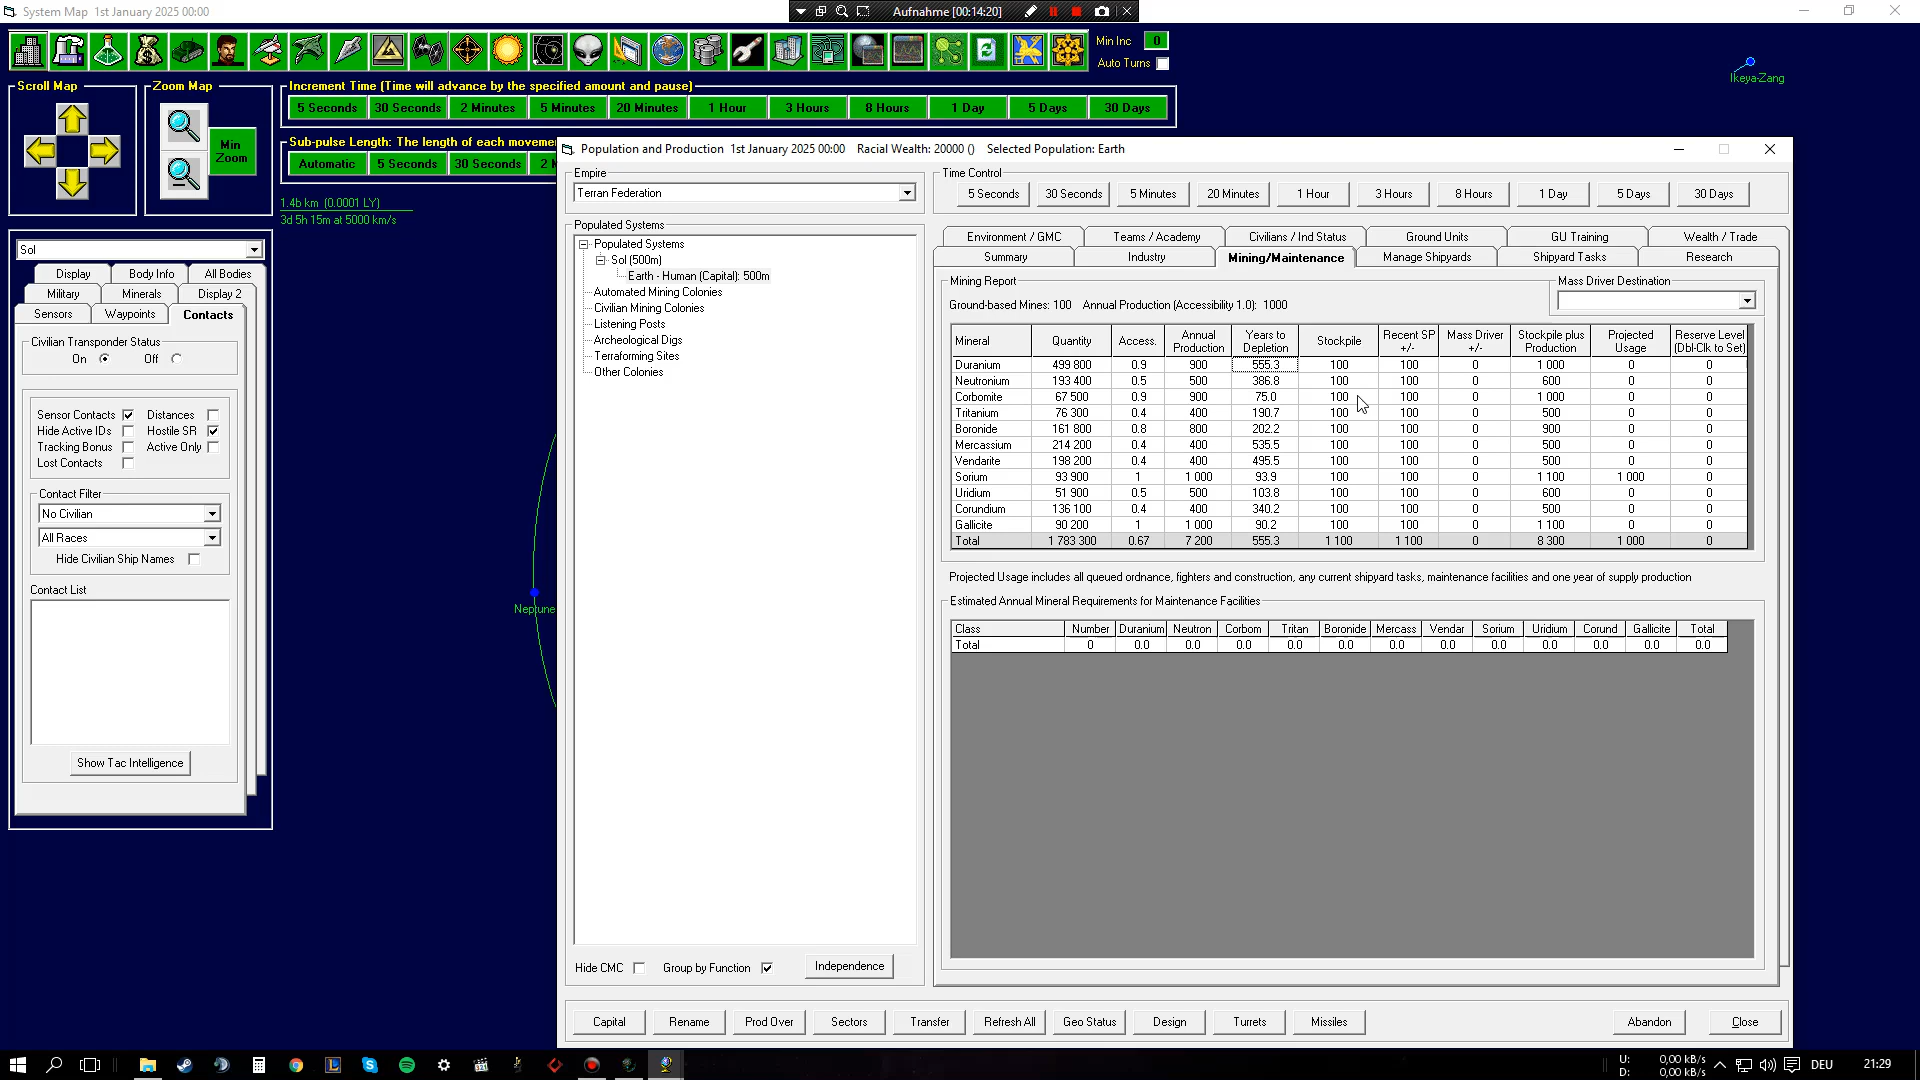 System Map   1st January 2025 00:00
Aufnahme [00:14:20]
Min Inc   0
Auto Turns
Ikeya-Zang
Scroll Map
Zoom Map
Min Zoom
Increment Time (Time will advance by the specified amount and pause)
5 Seconds   30 Seconds   2 Minutes   5 Minutes   20 Minutes   1 Hour   3 Hours   8 Hours   1 Day   5 Days   30 Days
Sub-pulse Length: The length of each moveme
Automatic   5 Seconds   30 Seconds   2 M
1.4b km  (0.0001 LY)
3d 5h 15m at 5000 km/s
Neptune
Sol
Display   Body Info   All Bodies
Military   Minerals   Display 2
Sensors   Waypoints   Contacts
Civilian Transponder Status
On   Off
Sensor Contacts   Distances
Hide Active IDs   Hostile SR
Tracking Bonus   Active Only
Lost Contacts
Contact Filter
No Civilian
All Races
Hide Civilian Ship Names
Contact List
Show Tac Intelligence
Population and Production   1st January 2025 00:00   Racial Wealth: 20000 ()   Selected Population: Earth
Empire
Terran Federation
Populated Systems
Populated Systems
Sol (500m)
Earth - Human (Capital): 500m
Automated Mining Colonies
Civilian Mining Colonies
Listening Posts
Archeological Digs
Terraforming Sites
Other Colonies
Hide CMC   Group by Function   Independence
Time Control
5 Seconds   30 Seconds   5 Minutes   20 Minutes   1 Hour   3 Hours   8 Hours   1 Day   5 Days   30 Days
Environment / GMC   Teams / Academy   Civilians / Ind Status   Ground Units   GU Training   Wealth / Trade
Summary   Industry   Mining/Maintenance   Manage Shipyards   Shipyard Tasks   Research
Mining Report
Mass Driver Destination
Ground-based Mines: 100   Annual Production (Accessibility 1.0):  1000
Mineral   Quantity   Access.   Annual Production   Years to Depletion   Stockpile   Recent SP +/-   Mass Driver +/-   Stockpile plus Production   Projected Usage   Reserve Level (Dbl-Clk to Set)
Duranium   499 800   0.9   900   555.3   100   100   0   1 000   0   0
Neutronium   193 400   0.5   500   386.8   100   100   0   600   0   0
Corbomite   67 500   0.9   900   75.0   100   100   0   1 000   0   0
Tritanium   76 300   0.4   400   190.7   100   100   0   500   0   0
Boronide   161 800   0.8   800   202.2   100   100   0   900   0   0
Mercassium   214 200   0.4   400   535.5   100   100   0   500   0   0
Vendarite   198 200   0.4   400   495.5   100   100   0   500   0   0
Sorium   93 900   1   1 000   93.9   100   100   0   1 100   1 000   0
Uridium   51 900   0.5   500   103.8   100   100   0   600   0   0
Corundium   136 100   0.4   400   340.2   100   100   0   500   0   0
Gallicite   90 200   1   1 000   90.2   100   100   0   1 100   0   0
Total   1 783 300   0.67   7 200   555.3   1 100   1 100   0   8 300   1 000   0
Projected Usage includes all queued ordnance, fighters and construction, any current shipyard tasks, maintenance facilities and one year of supply production
Estimated Annual Mineral Requirements for Maintenance Facilities
Class   Number   Duranium   Neutron   Corbom   Tritan   Boronide   Mercass   Vendar   Sorium   Uridium   Corund   Gallicite   Total
Total   0   0.0   0.0   0.0   0.0   0.0   0.0   0.0   0.0   0.0   0.0   0.0   0.0
Capital   Rename   Prod Over   Sectors   Transfer   Refresh All   Geo Status   Design   Turrets   Missiles   Abandon   Close
U:   0,00 kB/s
D:   0,00 kB/s
DEU   21:29